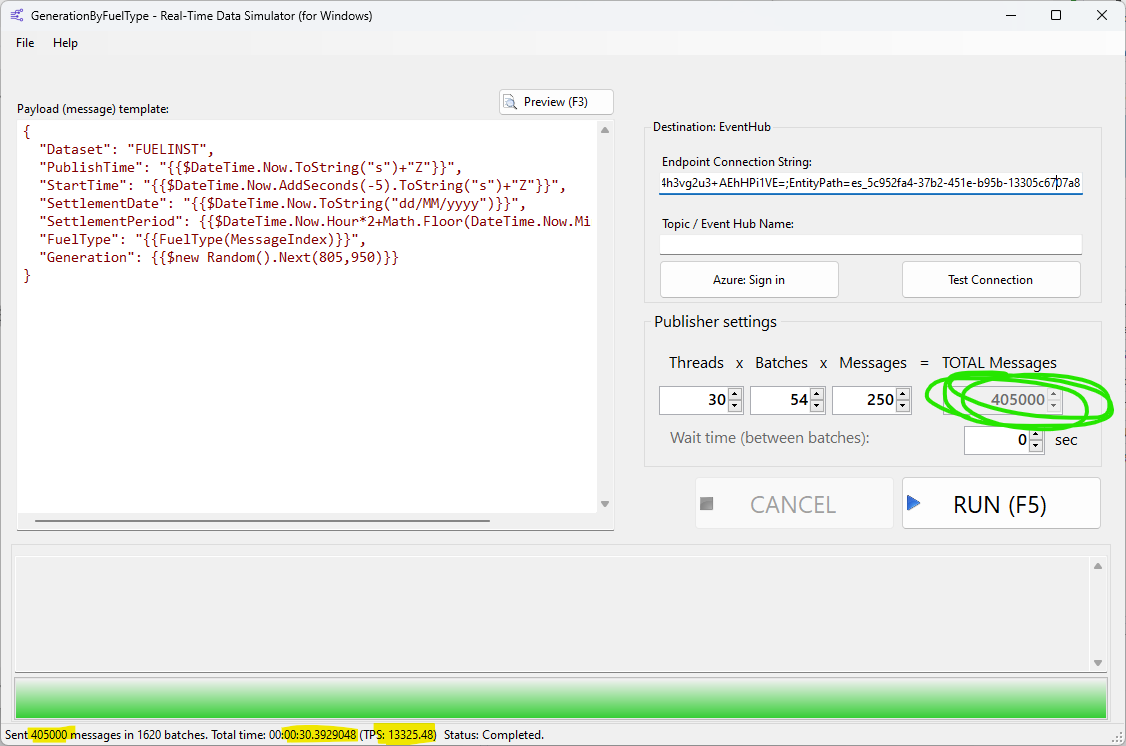 GenerationByFuelType - Real-Time Data Simulator (for Windows)
File Help
Payload (message) template:
Preview (F3)
{
"Dataset": "FUELINST",
"PublishTime": "{{$DateTime.Now.ToString("s")+"Z"}}",
"StartTime": "{{$DateTime.Now.AddSeconds(-5).ToString("s")+"Z"}}",
"SettlementDate": "{{$DateTime.Now.ToString("dd/MM/yyyy")}}",
"SettlementPeriod": {{$DateTime.Now.Hour*2+Math.Floor(DateTime.Now.Mi
"FuelType": "{{FuelType(MessageIndex)}}",
"Generation": {{$new Random().Next(805,950)}}
}
Destination: EventHub
Endpoint Connection String:
4h3vg2u3+AEhHPi1VE=;EntityPath=es_5c952fa4-37b2-451e-b95b-13305c6707a8
Topic / Event Hub Name:
Azure: Sign in
Test Connection
Publisher settings
Threads x Batches x Messages = TOTAL Messages
30 54 250 405000
Wait time (between batches): 0 sec
CANCEL
RUN (F5)
Sent 405000 messages in 1620 batches. Total time: 00:00:30.3929048 (TPS: 13325.48) Status: Completed.